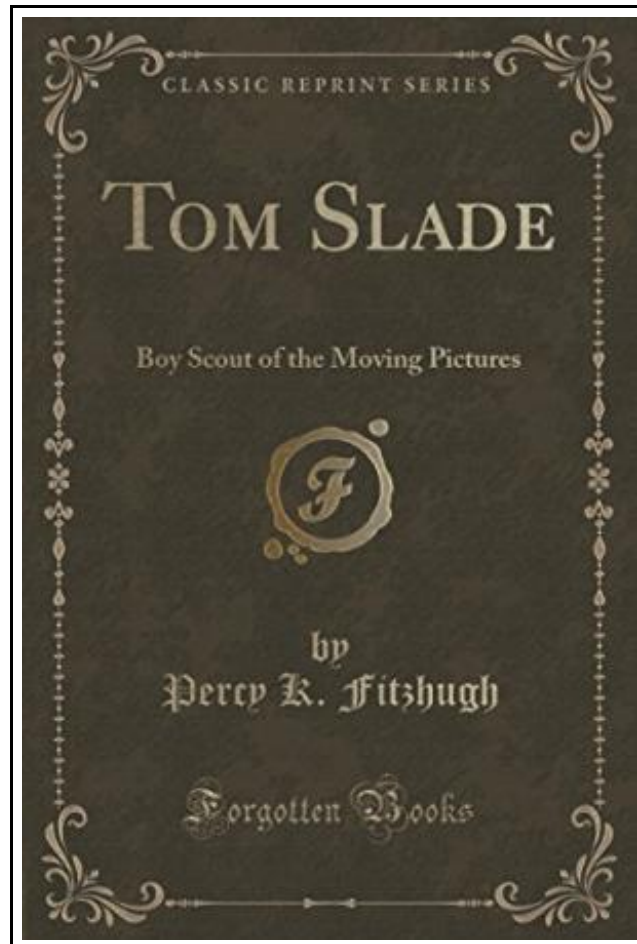 CLASSIC REPRINT SERIES
TOM SLADE
Boy Scout of the Moving Pictures
F
by
Percy K. Fitzhugh
Forgotten Books